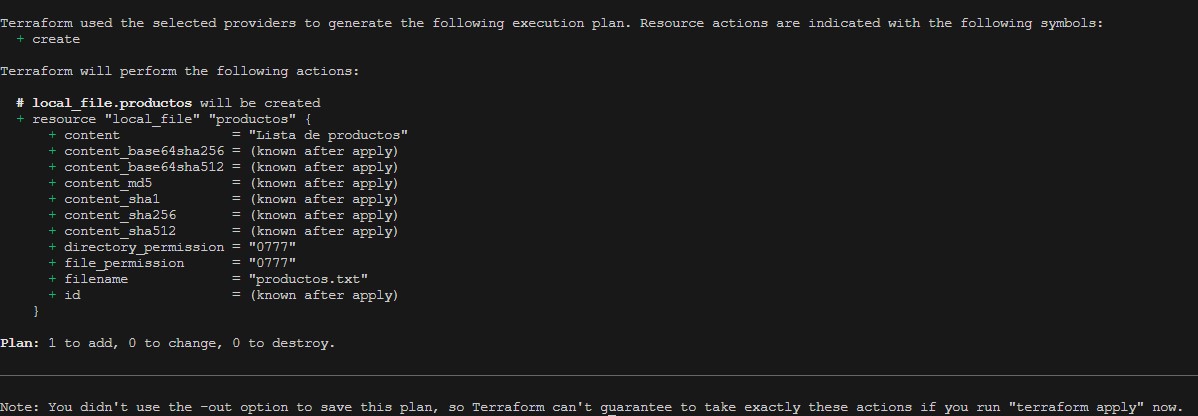 Terraform used the selected providers to generate the following execution plan. Resource actions are indicated with the following symbols:
  + create

Terraform will perform the following actions:

  # local_file.productos will be created
  + resource "local_file" "productos" {
      + content              = "Lista de productos"
      + content_base64sha256 = (known after apply)
      + content_base64sha512 = (known after apply)
      + content_md5          = (known after apply)
      + content_sha1         = (known after apply)
      + content_sha256       = (known after apply)
      + content_sha512       = (known after apply)
      + directory_permission = "0777"
      + file_permission      = "0777"
      + filename             = "productos.txt"
      + id                   = (known after apply)
    }

Plan: 1 to add, 0 to change, 0 to destroy.

Note: You didn't use the -out option to save this plan, so Terraform can't guarantee to take exactly these actions if you run "terraform apply" now.